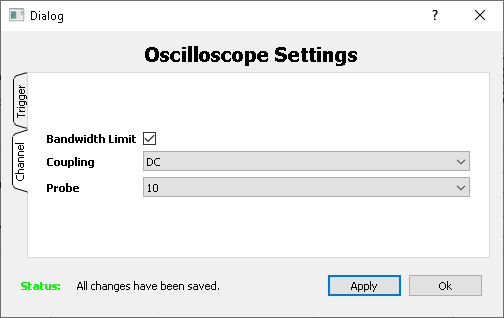 Dialog
Oscilloscope Settings
Trigger
Channel
Bandwidth Limit
Coupling DC
Probe 10
Status: All changes have been saved.
Apply Ok